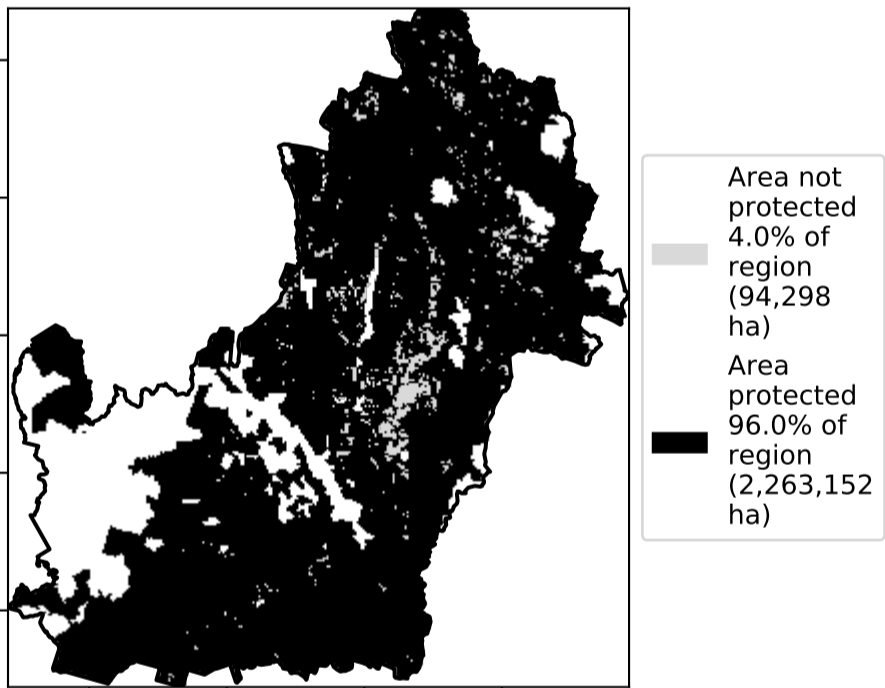 Area not
protected
4.0% of
region
(94,298
ha)
Area
protected
96.0% of
region
(2,263,152
ha)